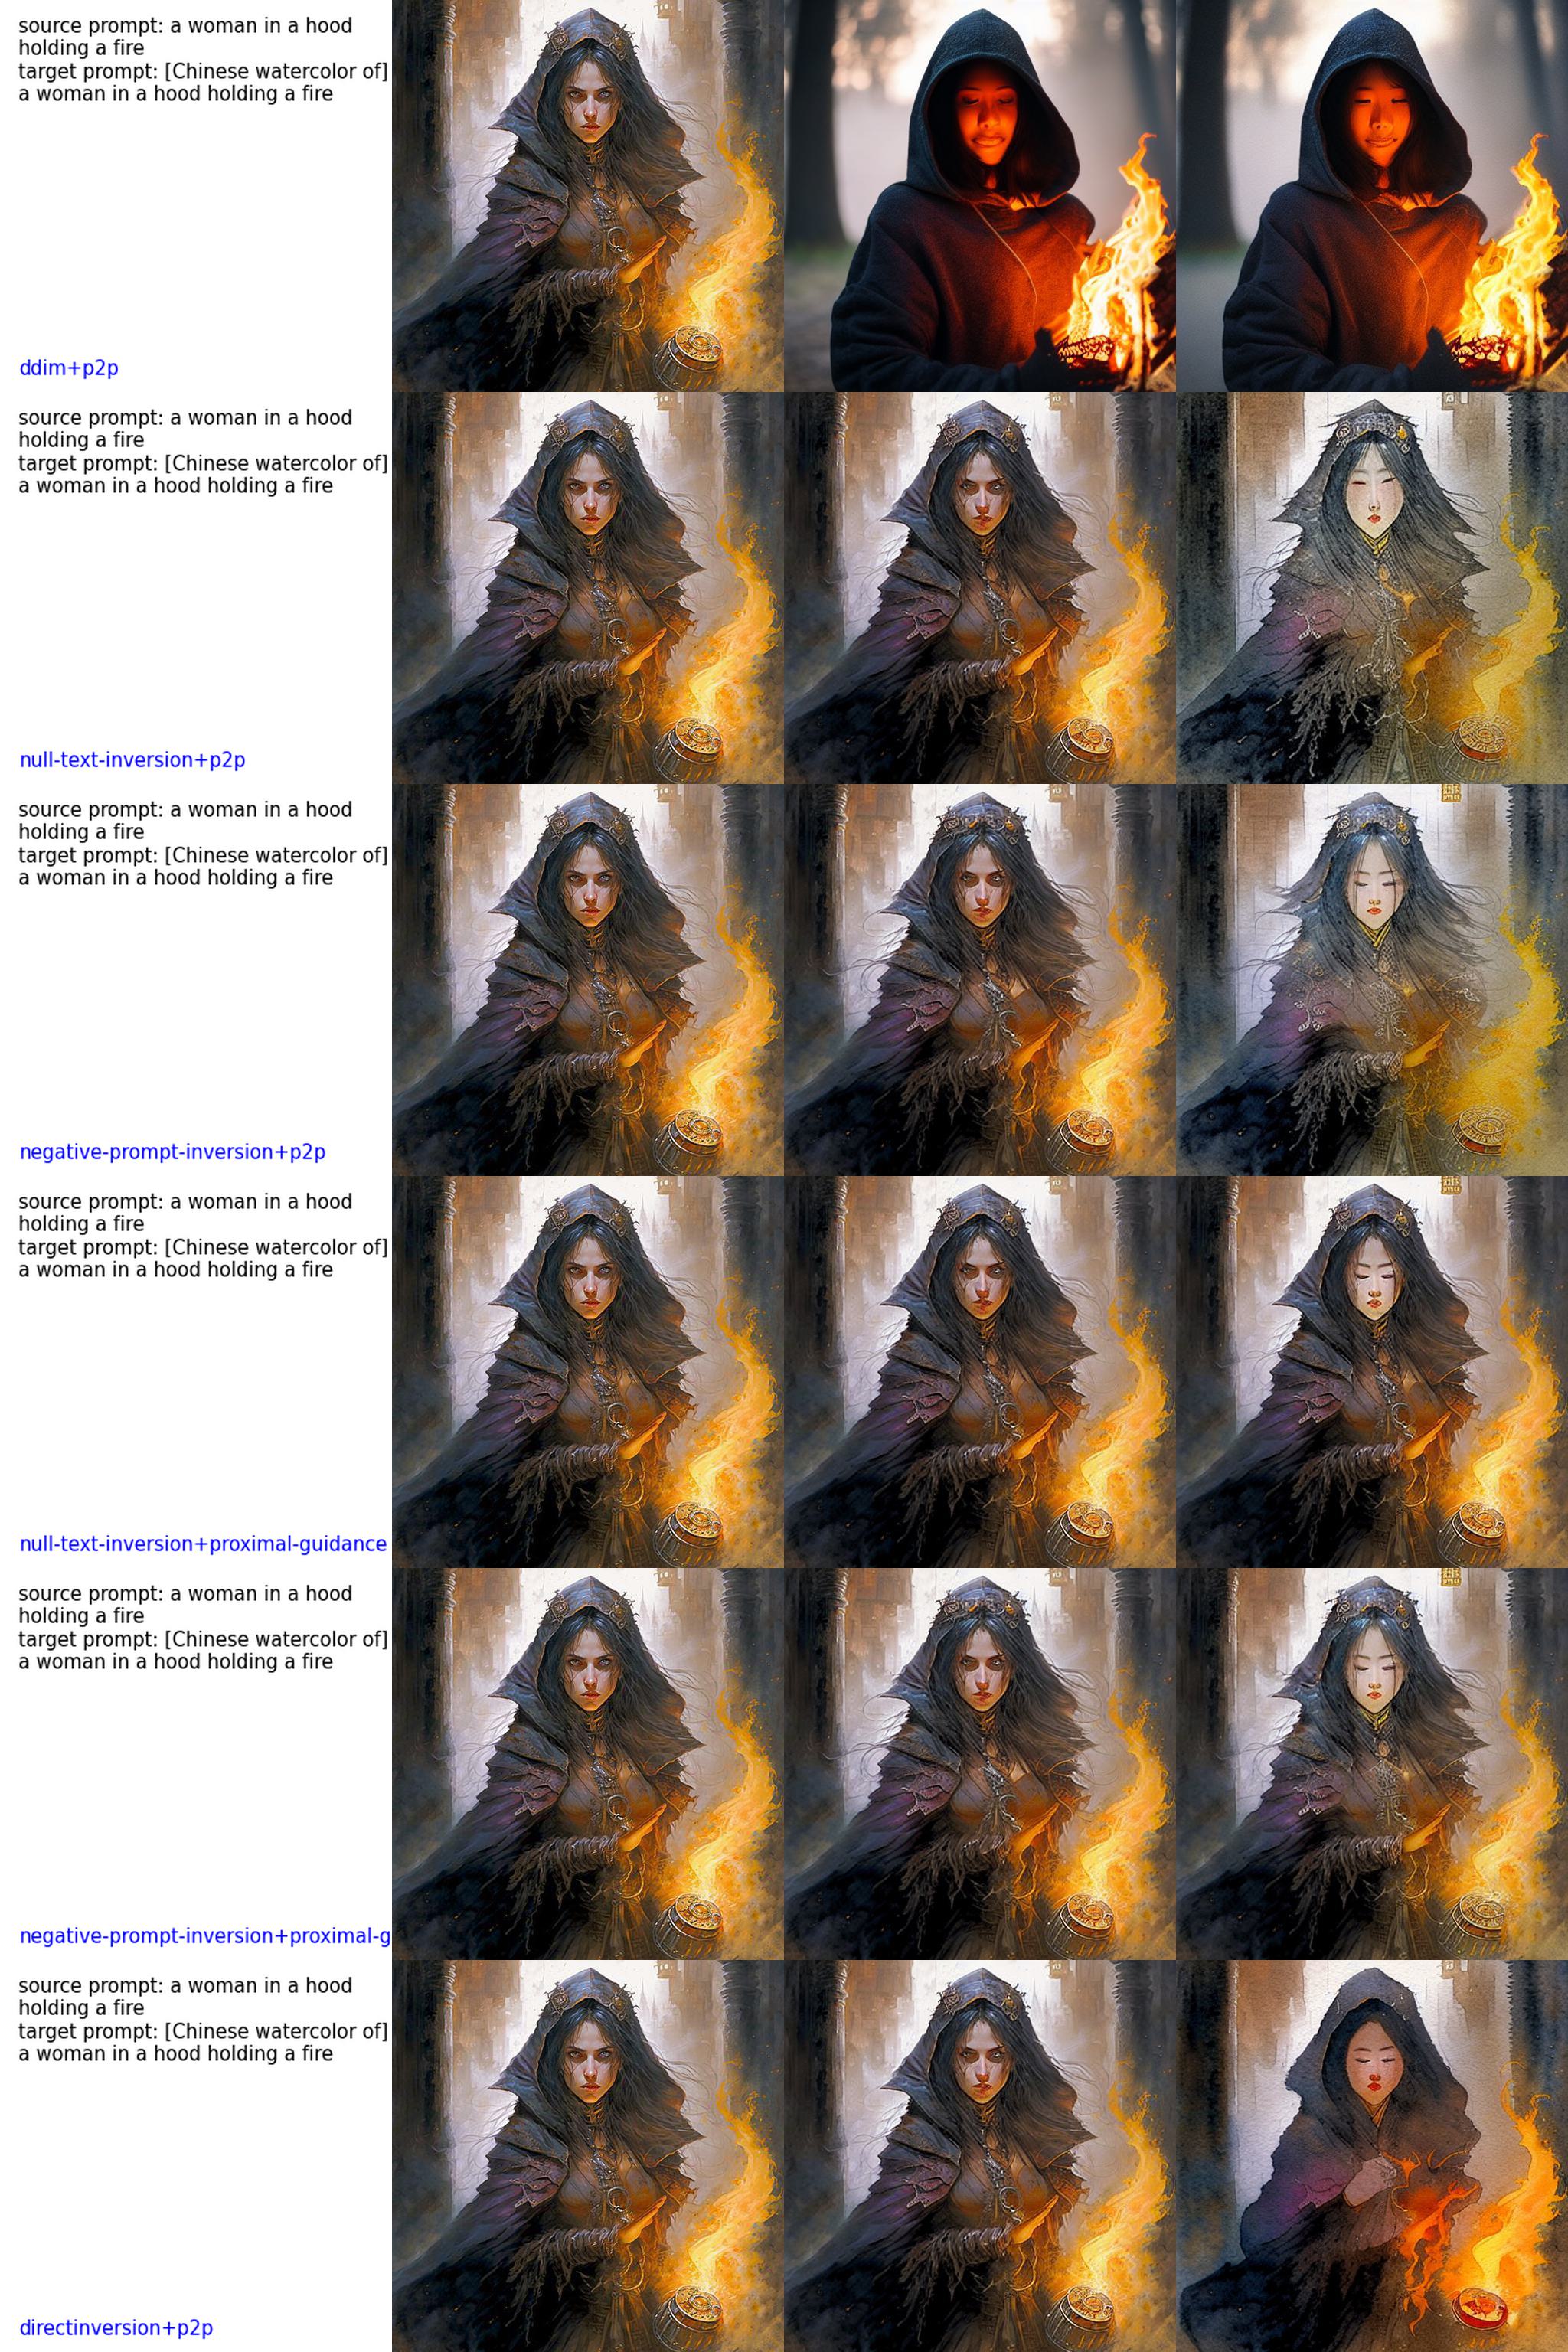 source prompt: a woman in a hood
holding a fire
target prompt: [Chinese watercolor of]
a woman in a hood holding a fire
ddim+p2p
source prompt: a woman in a hood
holding a fire
target prompt: [Chinese watercolor of]
a woman in a hood holding a fire
null-text-inversion+p2p
source prompt: a woman in a hood
holding a fire
target prompt: [Chinese watercolor of]
a woman in a hood holding a fire
negative-prompt-inversion+p2p
source prompt: a woman in a hood
holding a fire
target prompt: [Chinese watercolor of]
a woman in a hood holding a fire
null-text-inversion+proximal-guidance
source prompt: a woman in a hood
holding a fire
target prompt: [Chinese watercolor of]
a woman in a hood holding a fire
negative-prompt-inversion+proximal-g
source prompt: a woman in a hood
holding a fire
target prompt: [Chinese watercolor of]
a woman in a hood holding a fire
directinversion+p2p